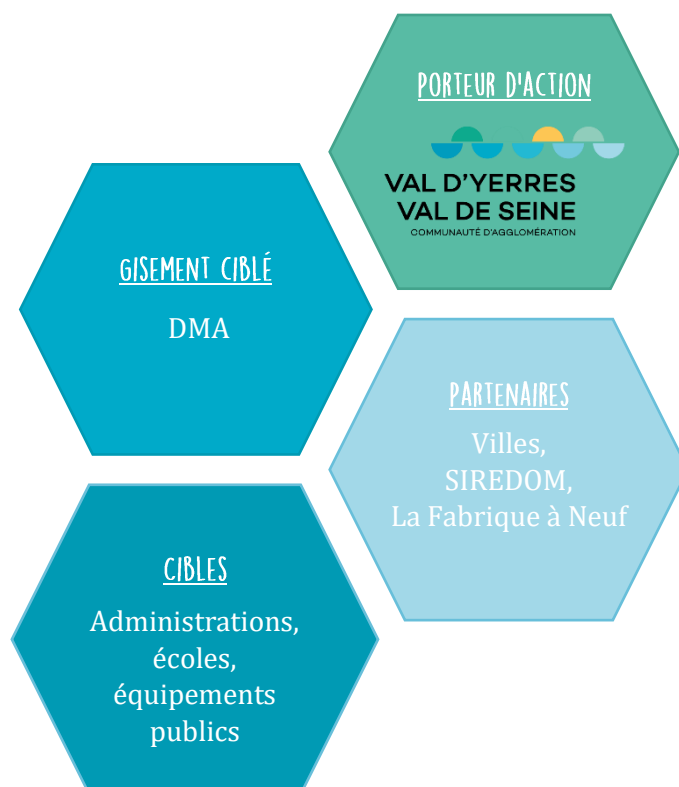 PORTEUR D'ACTION
VAL D'YERRES
VAL DE SEINE
COMMUNAUTÉ D'AGGLOMÉRATION
GISEMENT CIBLÉ
DMA
PARTENAIRES
Villes,
SIREDOM,
La Fabrique à Neuf
CIBLES
Administrations,
écoles,
équipements
publics